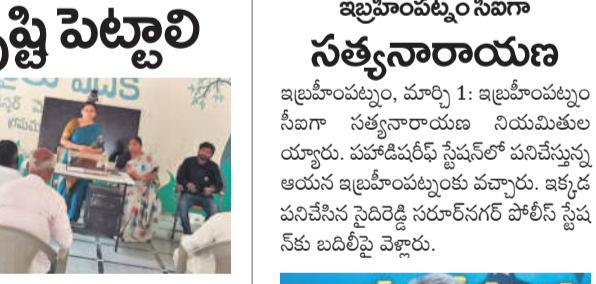 ష్టి పెట్టాలి
ఇబ్రహీంపట్నం సీఐగా
సత్యనారాయణ
ఇబ్రహీంపట్నం, మార్చి 1: ఇబ్రహీంపట్నం
సీఐగా సత్యనారాయణ నియమితుల
య్యారు. పహాడిషరీఫ్ స్టేషన్‌లో పనిచేస్తున్న
ఆయన ఇబ్రహీంపట్నంకు వచ్చారు. ఇక్కడ
పనిచేసిన సైదిరెడ్డి సరూర్‌నగర్ పోలీస్ స్టేష
న్‌కు బదిలీపై వెళ్లారు.